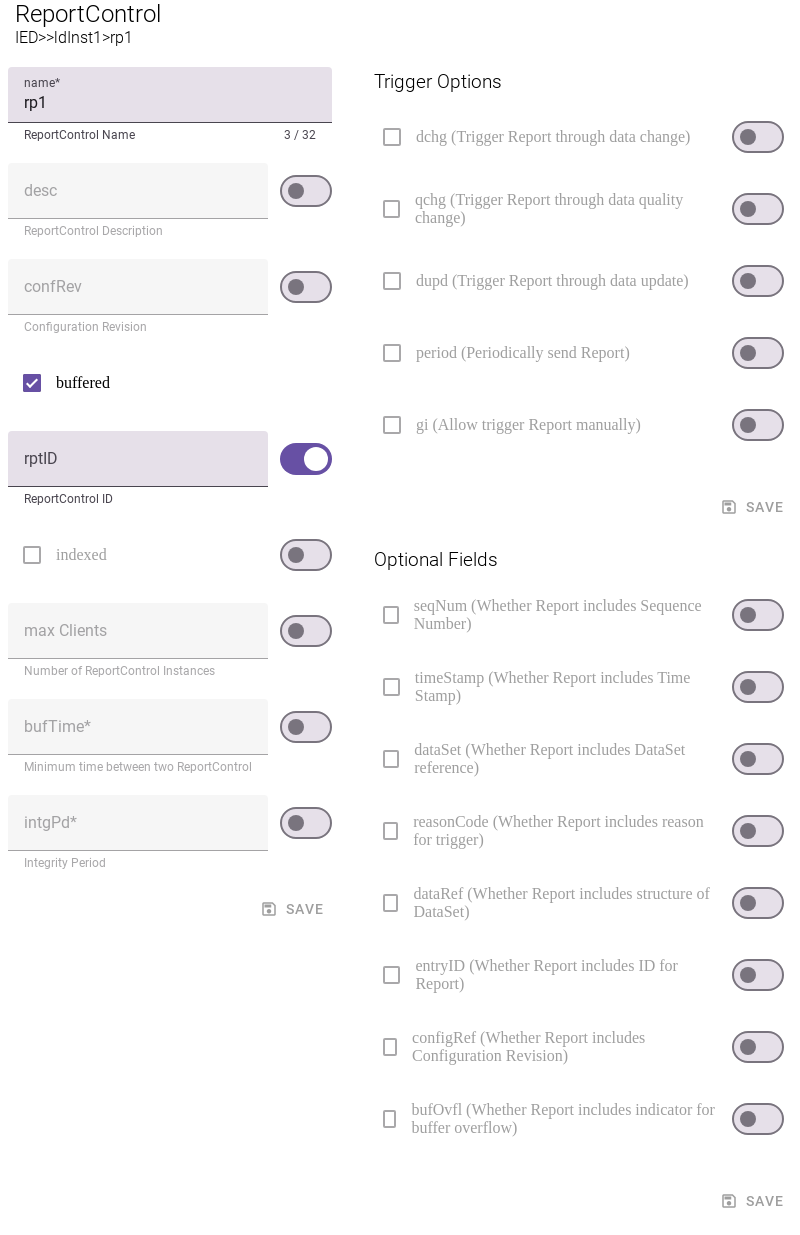 ReportControl
IED>>ldInst1>rp1
name*
rp1
ReportControl Name
3 / 32
desc
ReportControl Description
confRev
Configuration Revision
buffered
rptID
ReportControl ID
indexed
max Clients
Number of ReportControl Instances
bufTime*
Minimum time between two ReportControl
intgPd*
Integrity Period
SAVE
Trigger Options
dchg (Trigger Report through data change)
qchg (Trigger Report through data quality
change)
dupd (Trigger Report through data update)
period (Periodically send Report)
gi (Allow trigger Report manually)
SAVE
Optional Fields
seqNum (Whether Report includes Sequence
Number)
timeStamp (Whether Report includes Time
Stamp)
dataSet (Whether Report includes DataSet
reference)
reasonCode (Whether Report includes reason
for trigger)
dataRef (Whether Report includes structure of
DataSet)
entryID (Whether Report includes ID for
Report)
configRef (Whether Report includes
Configuration Revision)
bufOvfl (Whether Report includes indicator for
buffer overflow)
SAVE